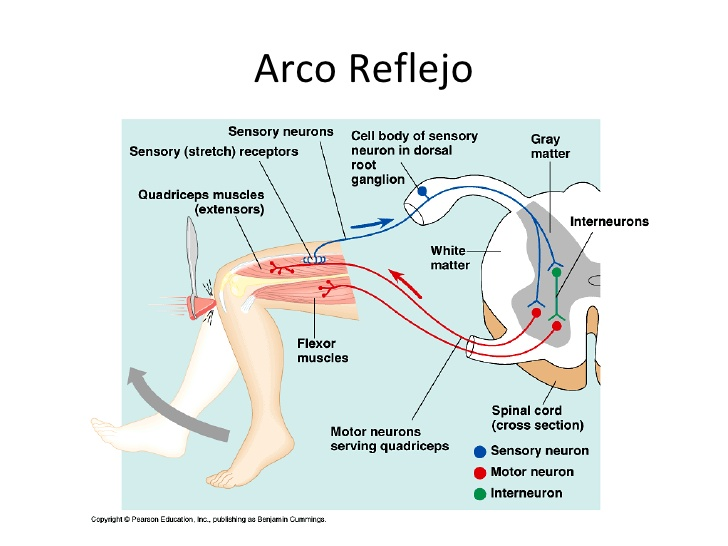 Arco Reflejo
Sensory neurons
Sensory (stretch) receptors
Quadriceps muscles
(extensors)
Cell body of sensory
neuron in dorsal
root
ganglion
Gray
matter
Interneurons
White
matter
Flexor
muscles
Motor neurons
serving quadriceps
Spinal cord
(cross section)
Sensory neuron
Motor neuron
Interneuron
Copyright © Pearson Education, Inc., publishing as Benjamin Cummings.